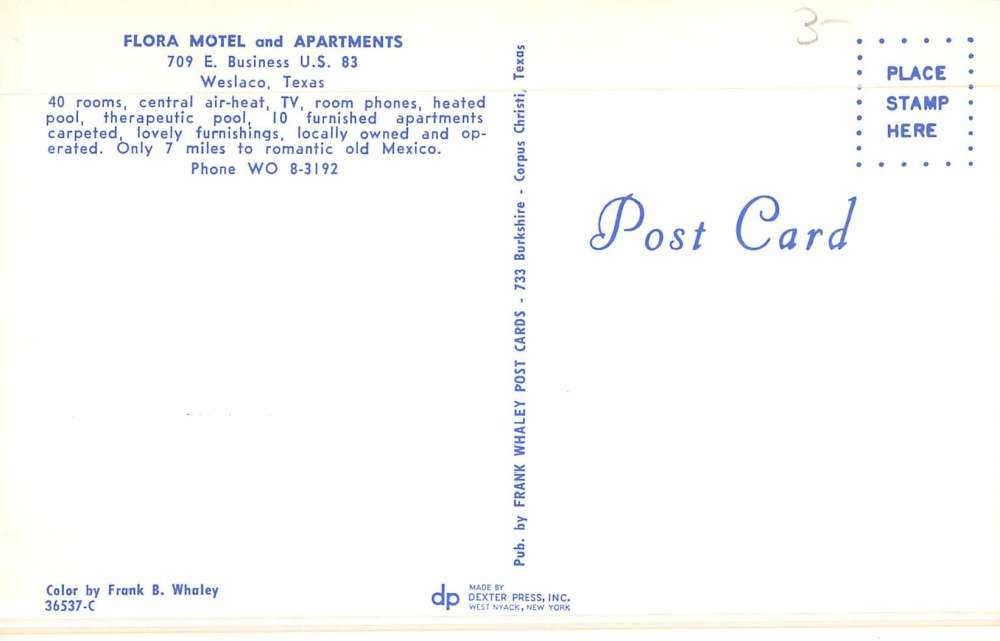 3-
FLORA MOTEL and APARTMENTS
709 E. Business U.S. 83
Weslaco, Texas
40 rooms, central air-heat, TV, room phones, heated
pool, therapeutic pool, 10 furnished apartments
carpeted, lovely furnishings, locally owned and op-
erated. Only 7 miles to romantic old Mexico.
Phone WO 8-3192
Pub. by FRANK WHALEY POST CARDS - 733 Burkshire - Corpus Christi, Texas
PLACE
STAMP
HERE
Post Card
Color by Frank B. Whaley
36537-C
dp
MADE BY
DEXTER PRESS, INC.
WEST NYACK, NEW YORK